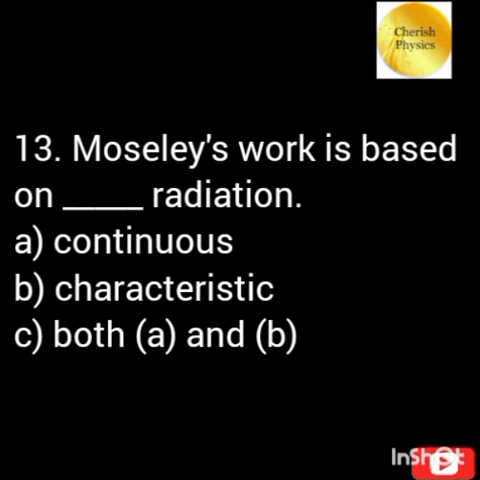 Cherish
Physics
13. Moseley's work is based
on _____ radiation.
a) continuous
b) characteristic
c) both (a) and (b)
InShOt